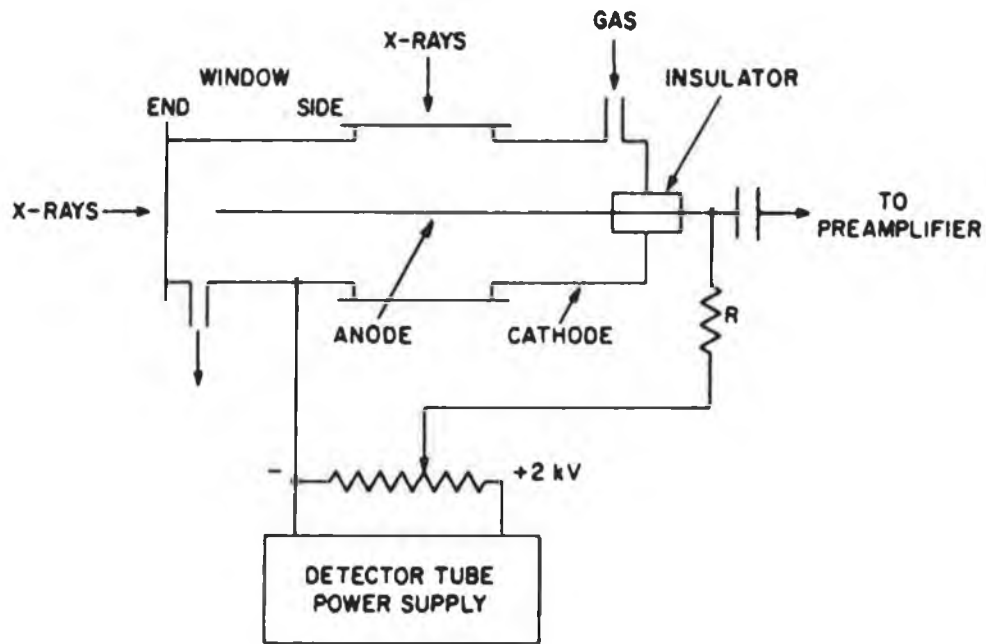 GAS
X-RAYS
INSULATOR
WINDOW
END
SIDE
X-RAYS
TO
PREAMPLIFIER
R
ANODE
CATHODE
-
+2 kV
DETECTOR TUBE
POWER SUPPLY